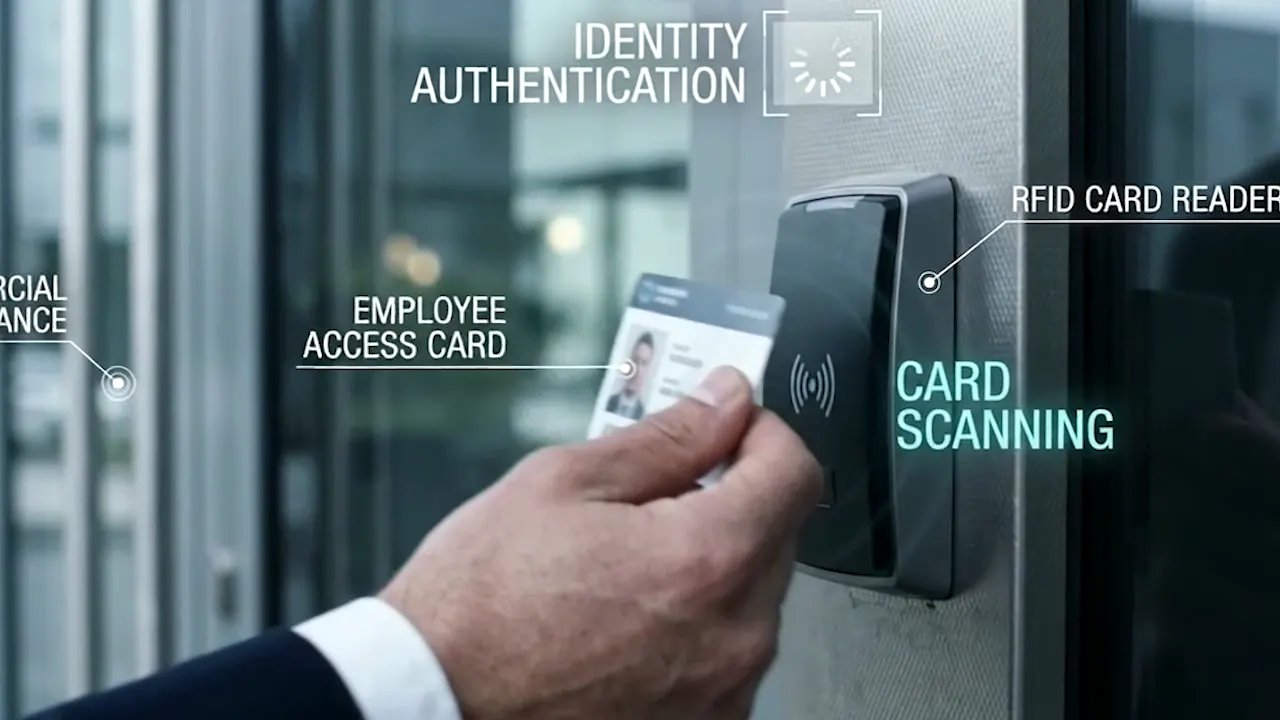 IDENTITY
AUTHENTICATION
RFID CARD READER
RCIAL
ANCE
EMPLOYEE
ACCESS CARD
CARD
SCANNING